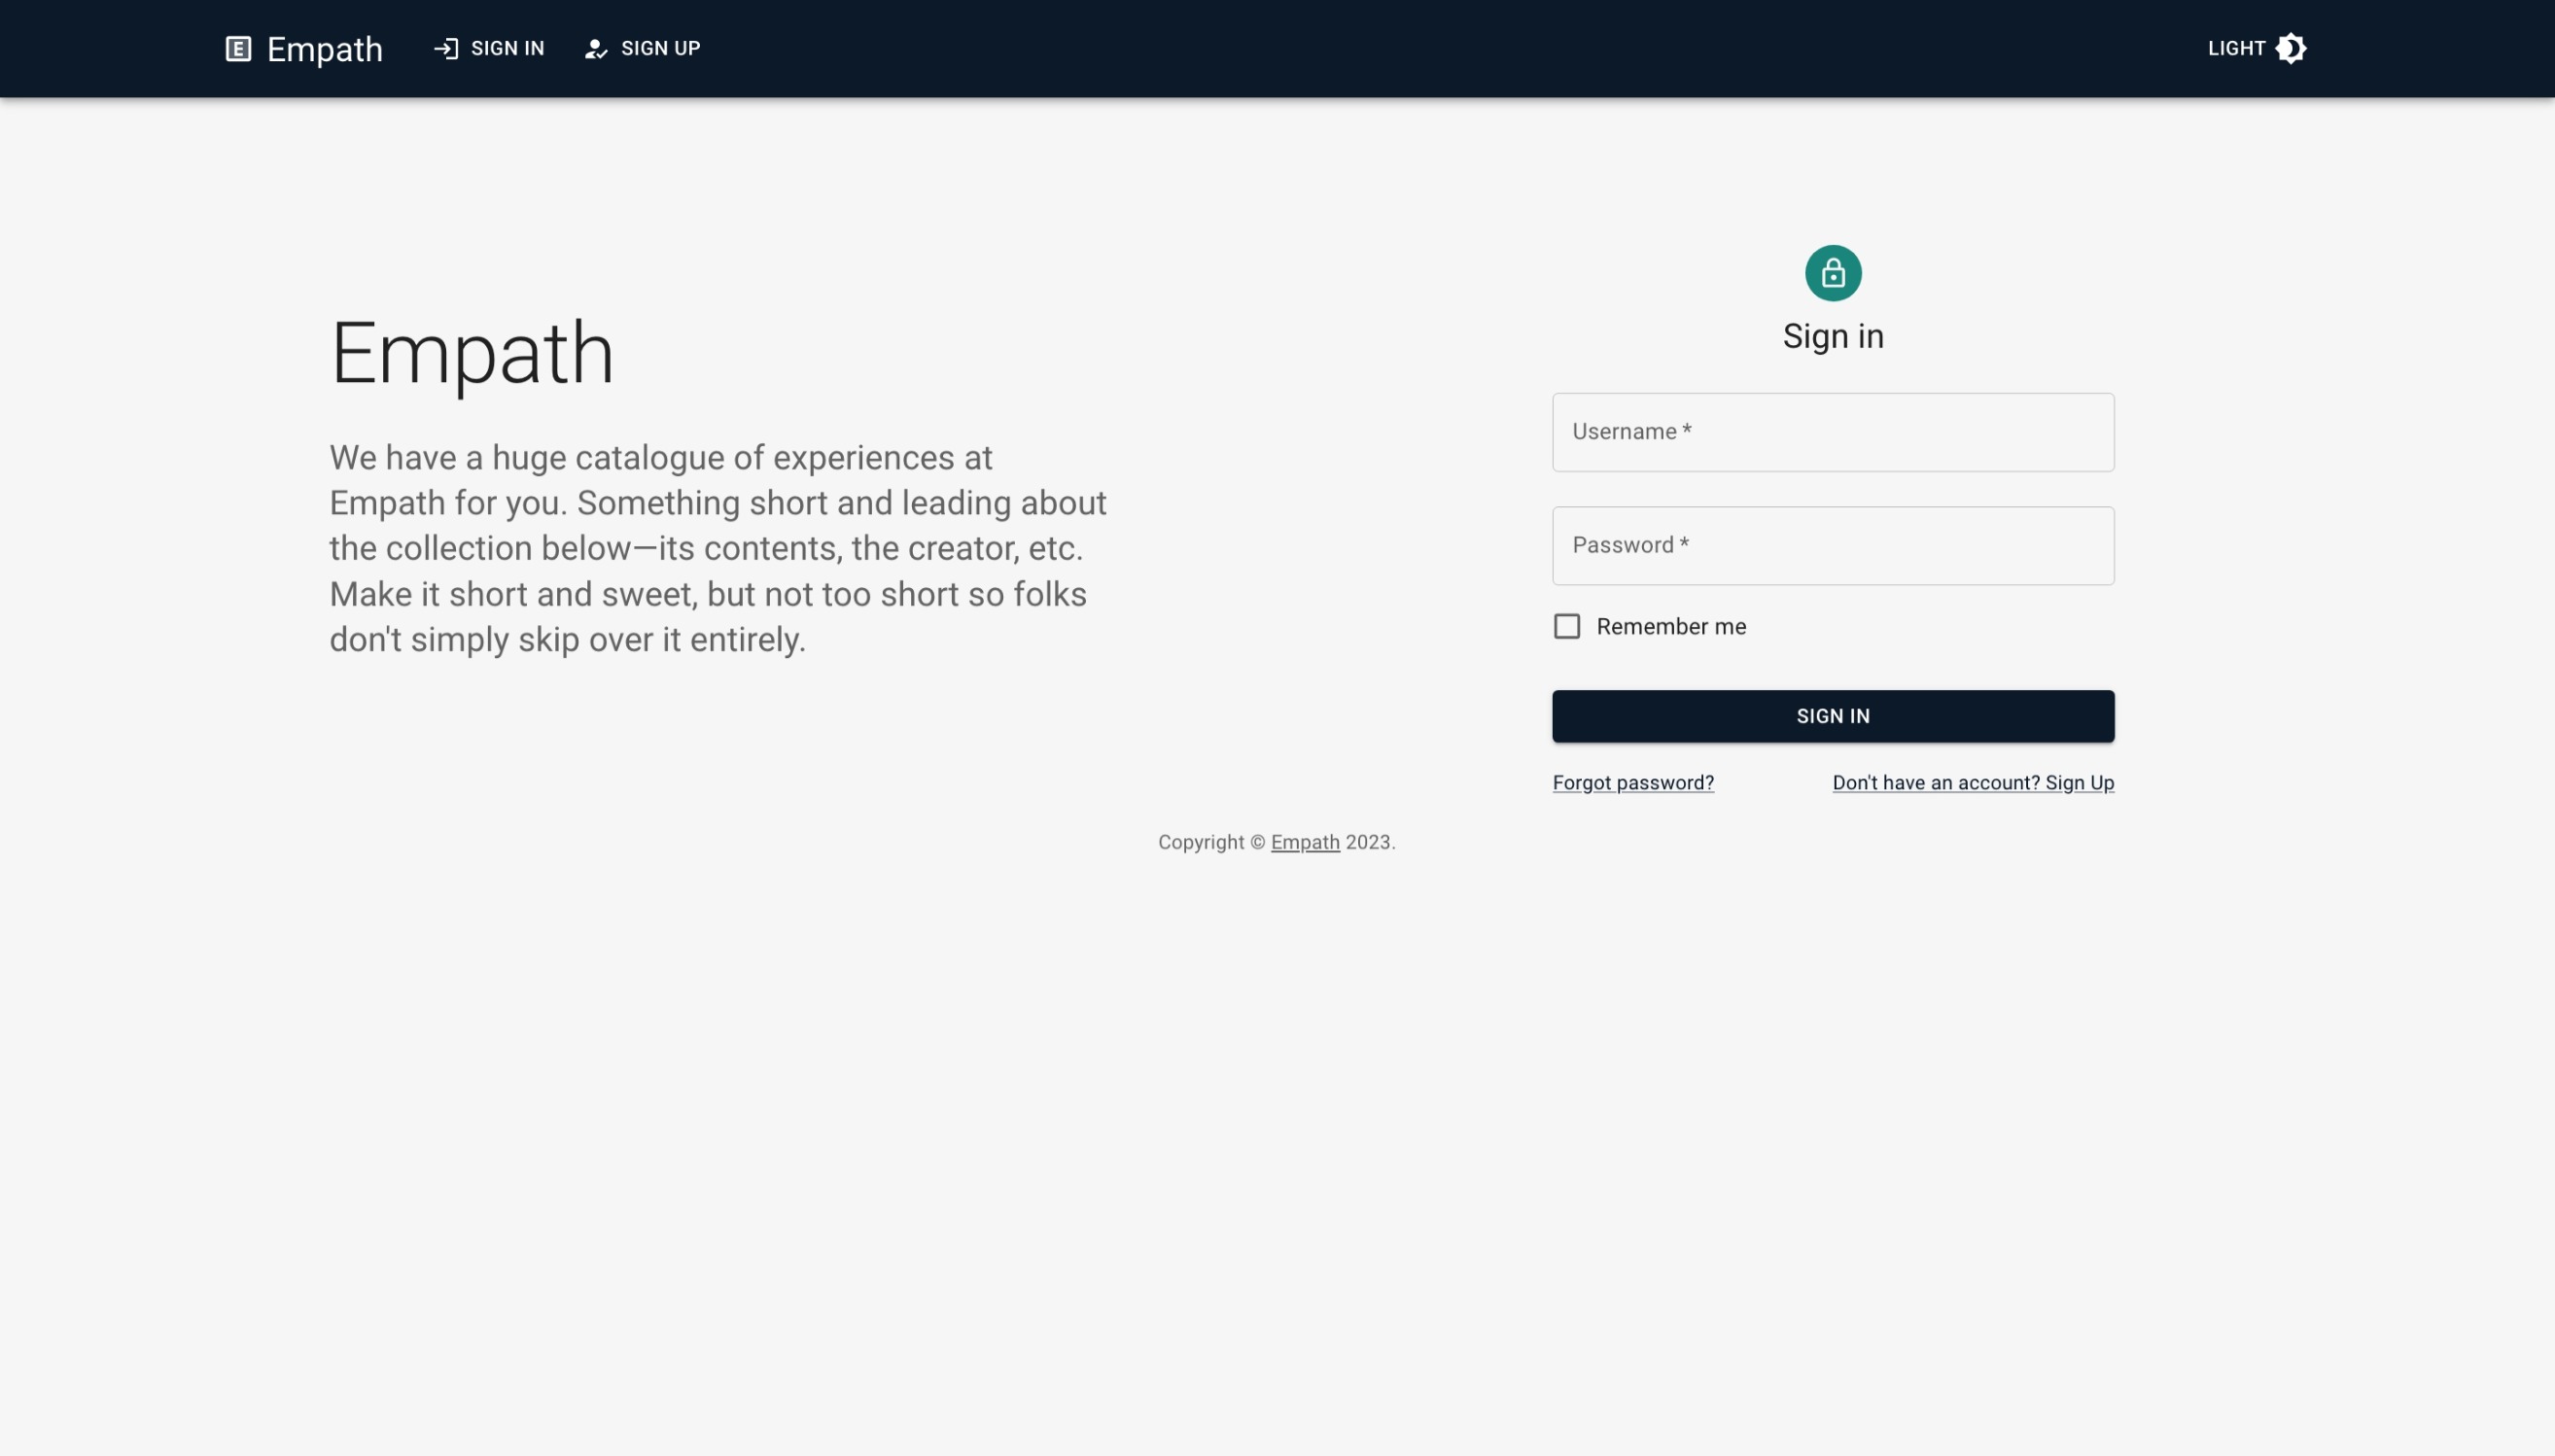 E Empath
SIGN IN
SIGN UP
LIGHT
Empath
We have a huge catalogue of experiences at
Empath for you. Something short and leading about
the collection below—its contents, the creator, etc.
Make it short and sweet, but not too short so folks
don't simply skip over it entirely.
Sign in
Username *
Password *
Remember me
SIGN IN
Forgot password?
Don't have an account? Sign Up
Copyright © Empath 2023.